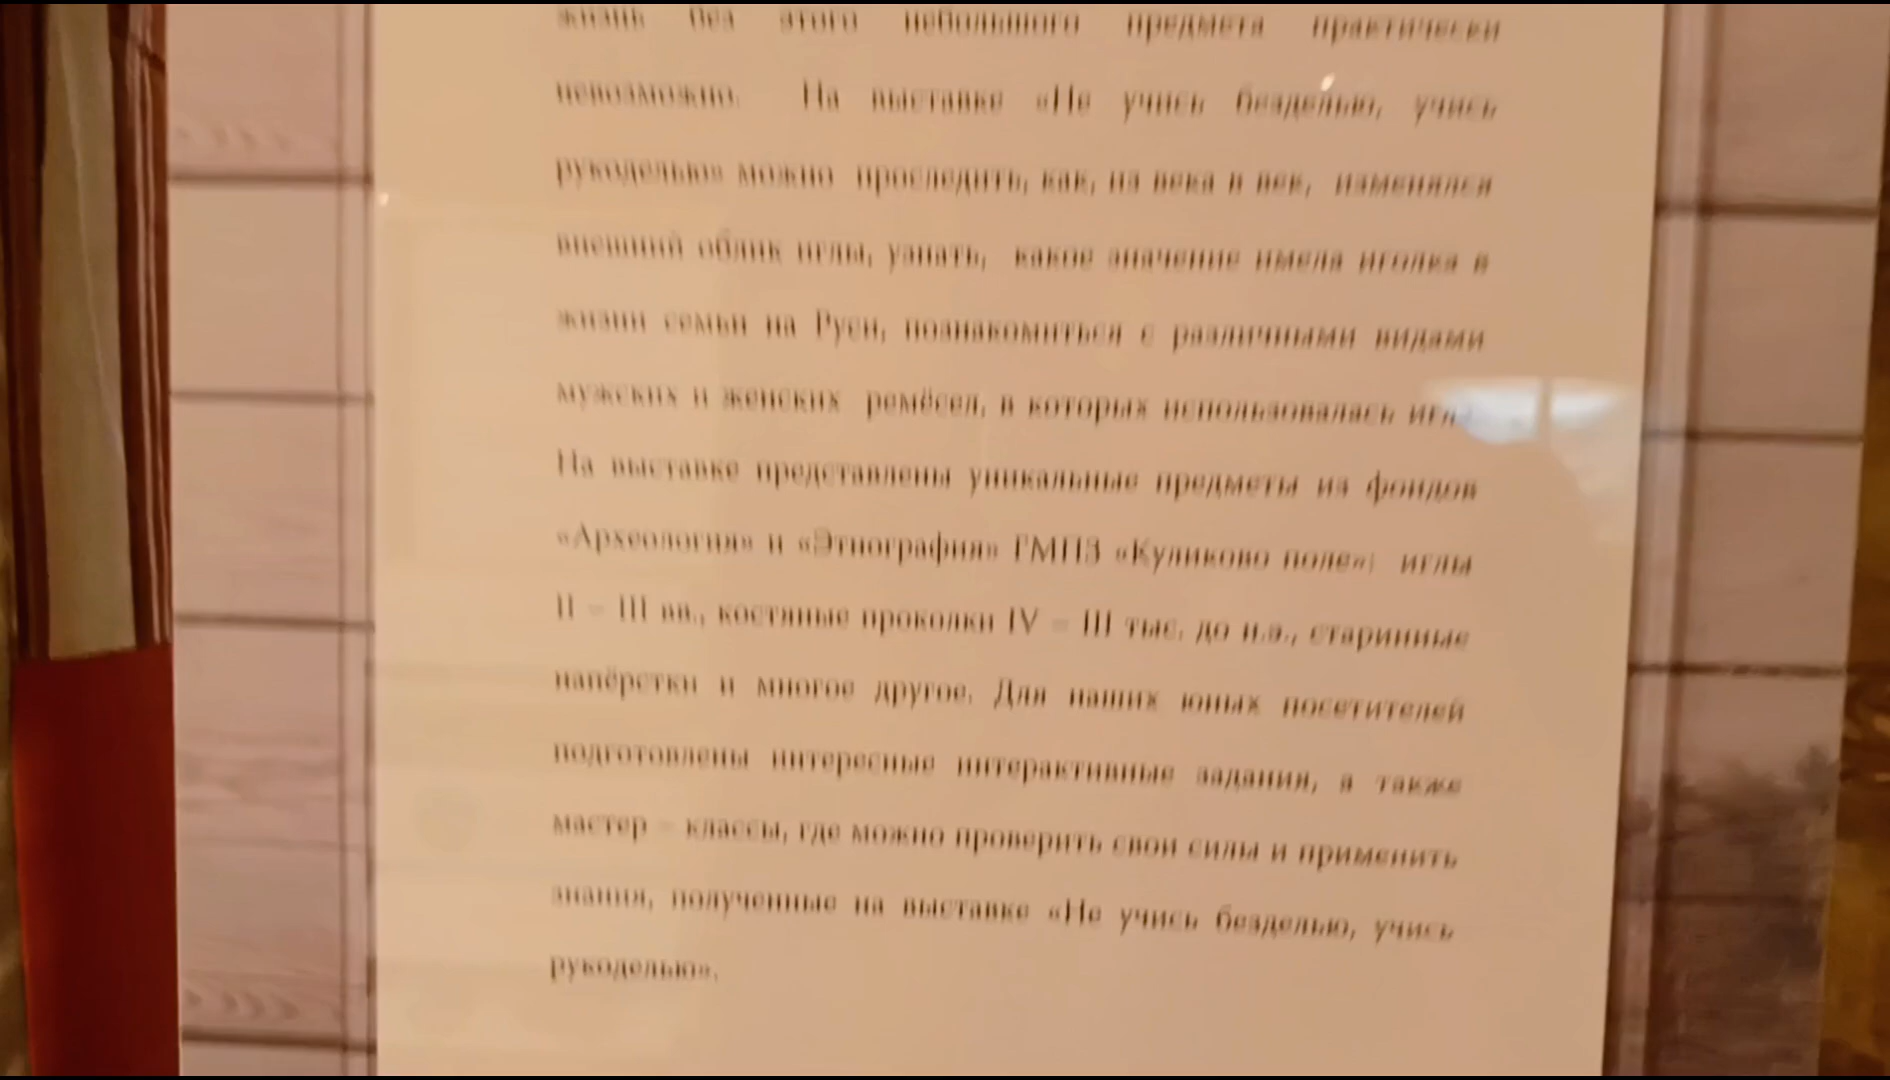 жизнь без этого небольшого предмета практически
невозможно. На выставке «Не учись безделью, учись
рукоделью» можно проследить, как, из века в век, изменялся
внешний облик иглы, узнать, какое значение имела иголка в
жизни семьи на Руси, познакомиться с различными видами
мужских и женских ремёсел, в которых использовалась игла.
На выставке представлены уникальные предметы из фондов
«Археология» и «Этнография» ГМПЗ «Куликово поле»: иглы
II – III вв., костяные проколки IV – III тыс. до н.э., старинные
напёрстки и многое другое. Для наших юных посетителей
подготовлены интересные интерактивные задания, а также
мастер – классы, где можно проверить свои силы и применить
знания, полученные на выставке «Не учись безделью, учись
рукоделью».